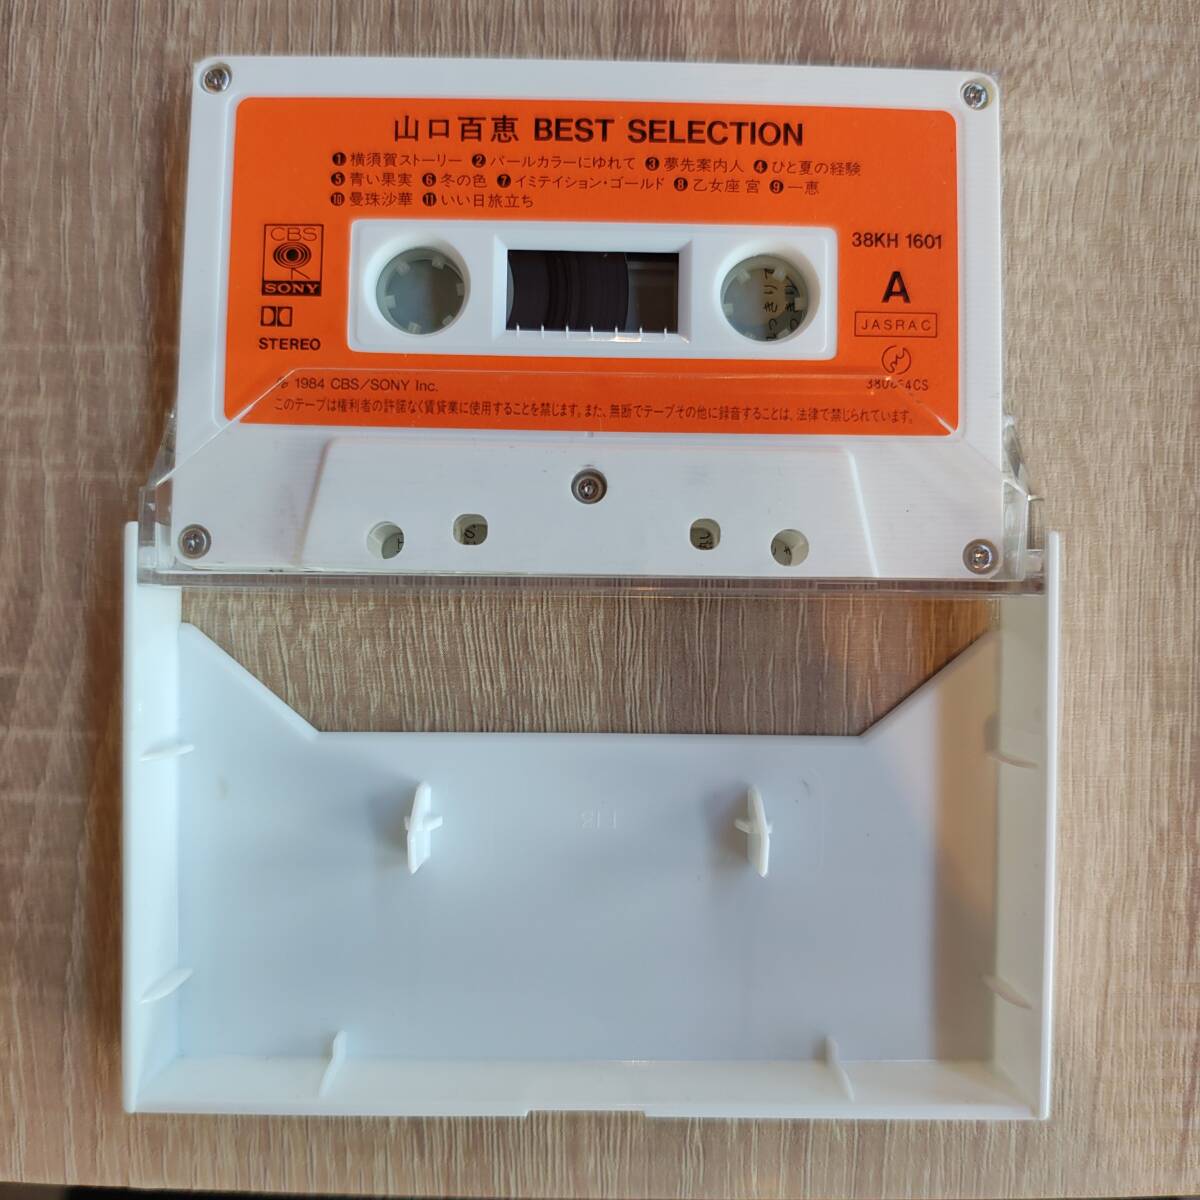 山口百恵 BEST SELECTION
❶ 横須賀ストーリー ❷ パールカラーにゆれて ❸ 夢先案内人 ❹ ひと夏の経験
❺ 青い果実 ❻ 冬の色 ❼ イミテイション・ゴールド ❽ 乙女座 宮 ❾ 一恵
❿ 曼珠沙華 ⓫ いい日旅立ち
CBS
SONY
STEREO
38KH 1601
A
JASRAC
℗ 1984 CBS/SONY Inc.
このテープは権利者の許諾なく賃貸業に使用することを禁じます。また、無断でテープその他に録音することは、法律で禁じられています。